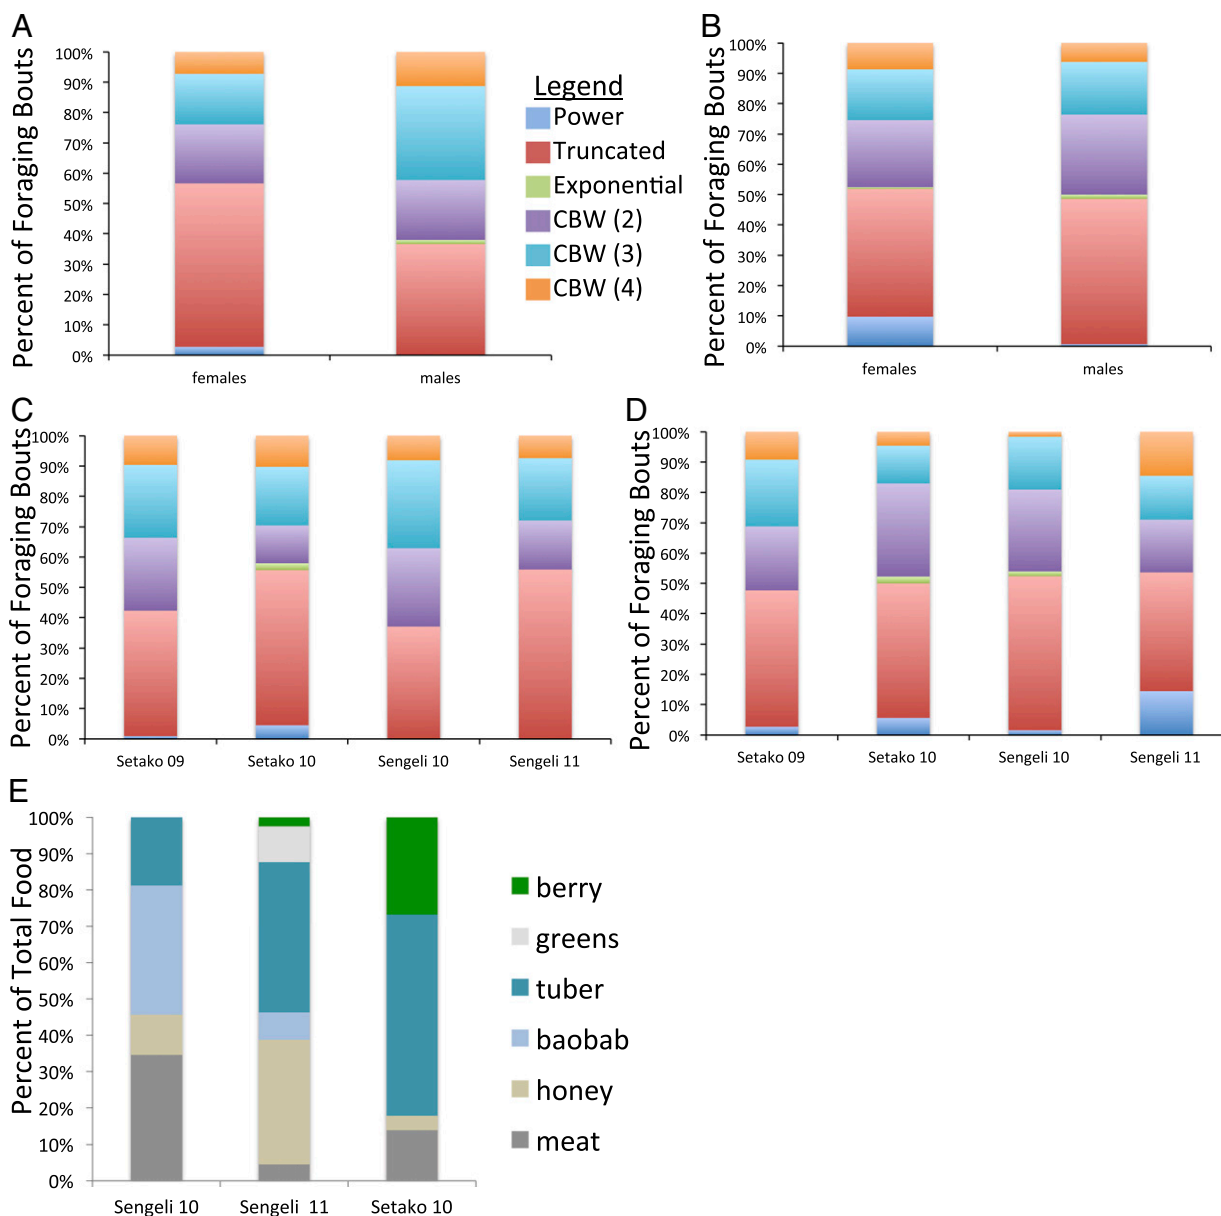 A
Percent of Foraging Bouts
100%
90%
80%
70%
60%
50%
40%
30%
20%
10%
0%
females
males
Legend
Power
Truncated
Exponential
CBW (2)
CBW (3)
CBW (4)
B
Percent of Foraging Bouts
100%
90%
80%
70%
60%
50%
40%
30%
20%
10%
0%
females
males
C
Percent of Foraging Bouts
100%
90%
80%
70%
60%
50%
40%
30%
20%
10%
0%
Setako 09
Setako 10
Sengeli 10
Sengeli 11
D
Percent of Foraging Bouts
100%
90%
80%
70%
60%
50%
40%
30%
20%
10%
0%
Setako 09
Setako 10
Sengeli 10
Sengeli 11
E
Percent of Total Food
100%
90%
80%
70%
60%
50%
40%
30%
20%
10%
0%
Sengeli 10
Sengeli 11
Setako 10
berry
greens
tuber
baobab
honey
meat